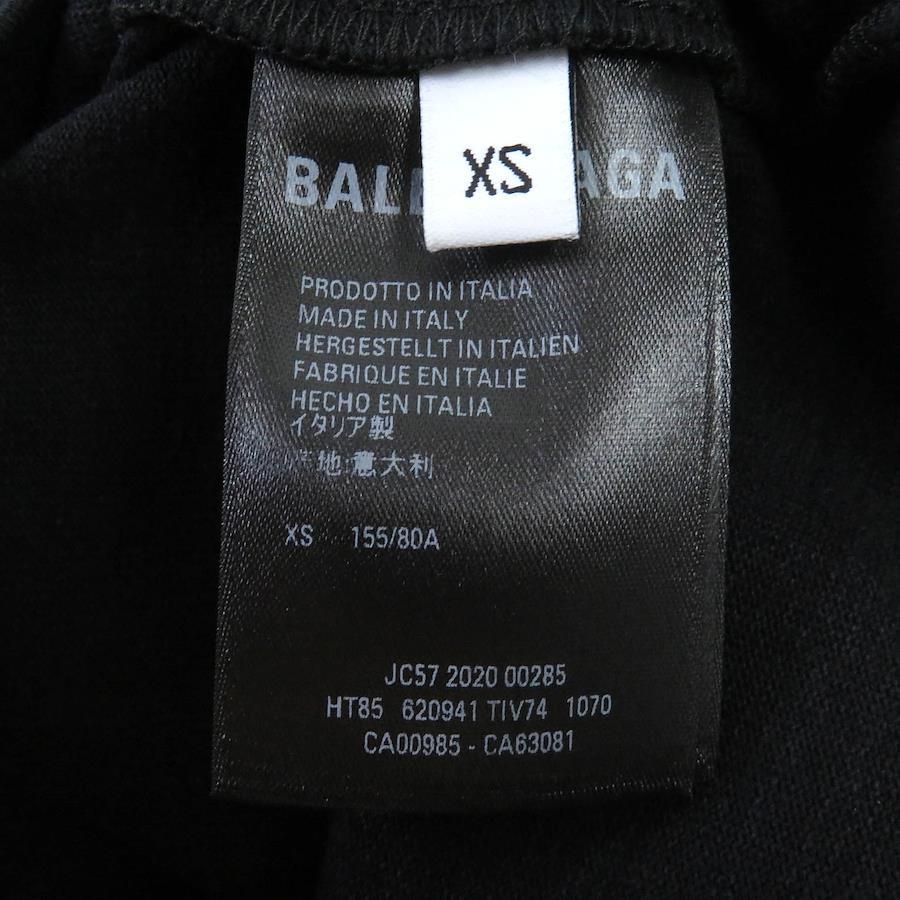 XS
BAL AGA
PRODOTTO IN ITALIA
MADE IN ITALY
HERGESTELLT IN ITALIEN
FABRIQUE EN ITALIE
HECHO EN ITALIA
イタリア製
产地:意大利
XS 155/80A
JC57 2020 00285
HT85 620941 TIV74 1070
CA00985 - CA63081